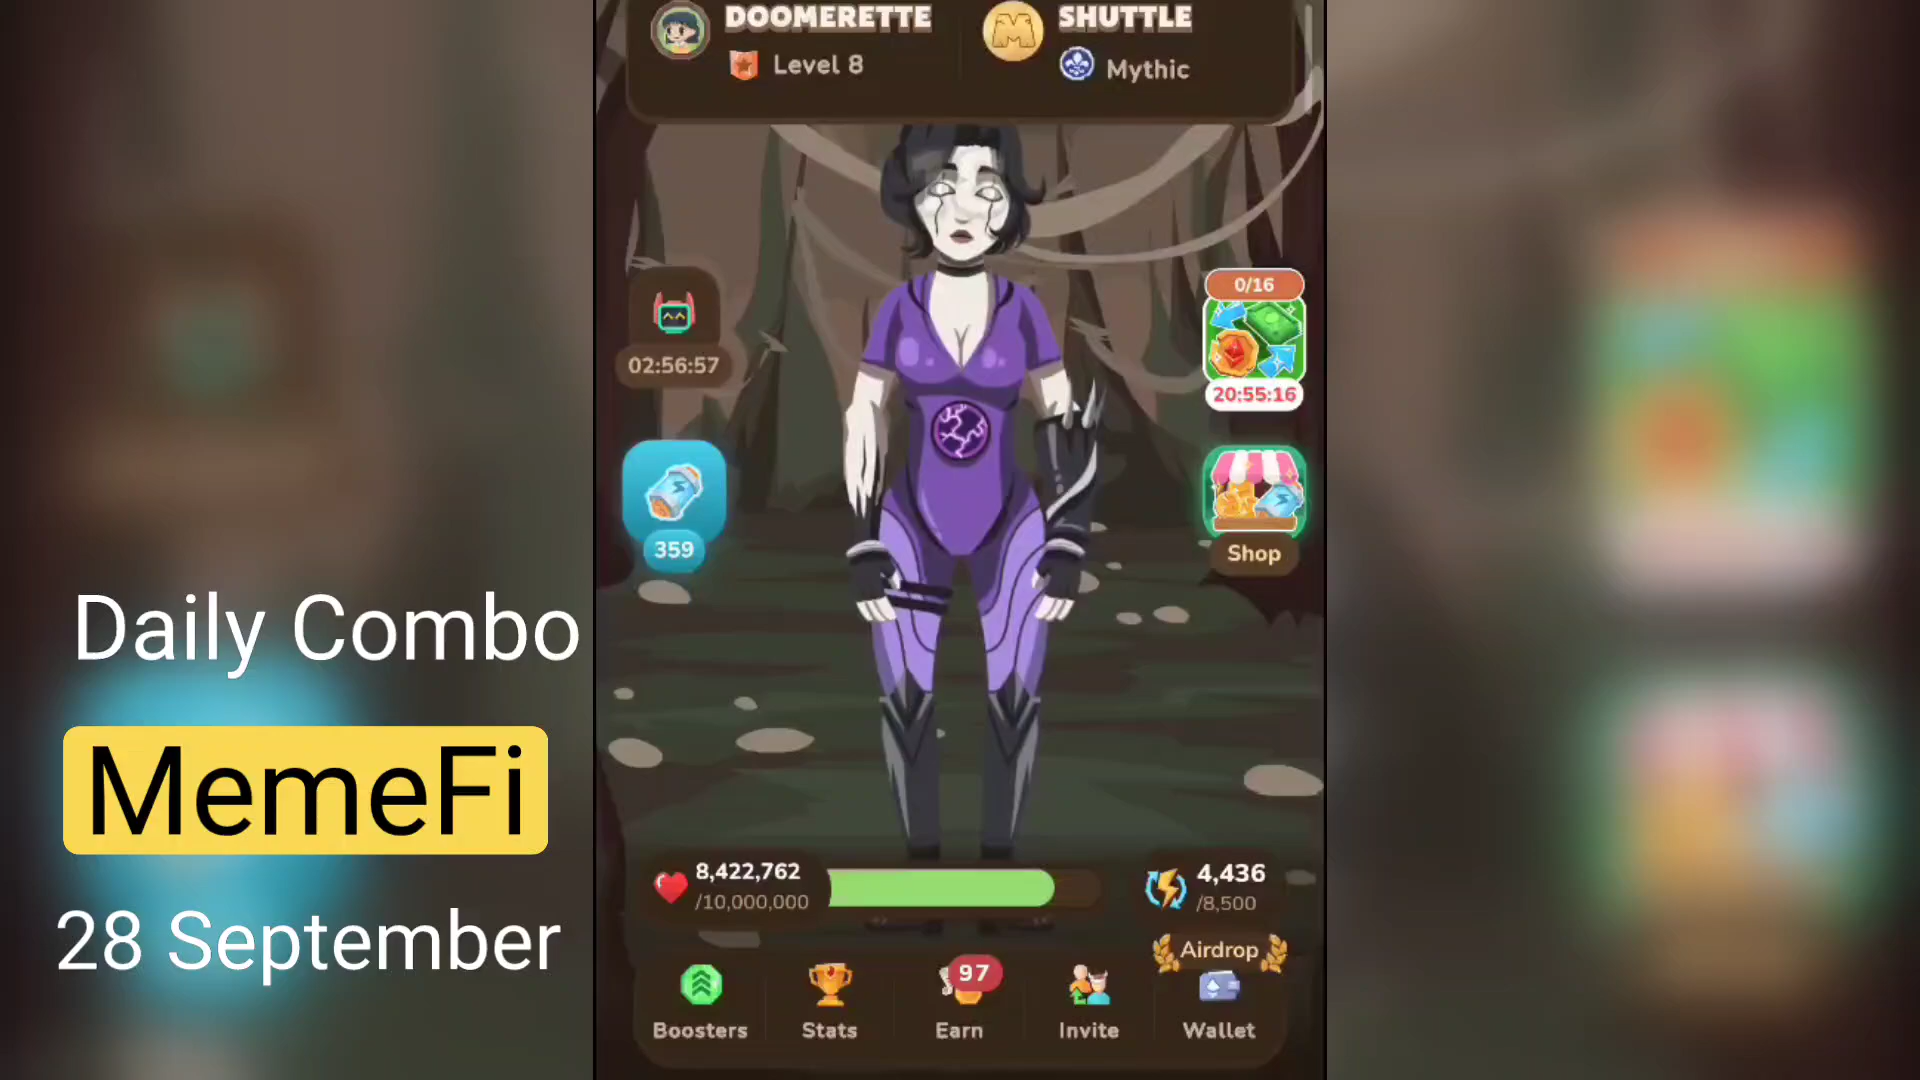 DOOMERETTE
Level 8
SHUTTLE
Mythic
0/16
20:55:16
02:56:57
359
Shop
Daily Combo
MemeFi
28 September
8,422,762
/10,000,000
4,436
/8,500
Airdrop
97
Boosters
Stats
Earn
Invite
Wallet